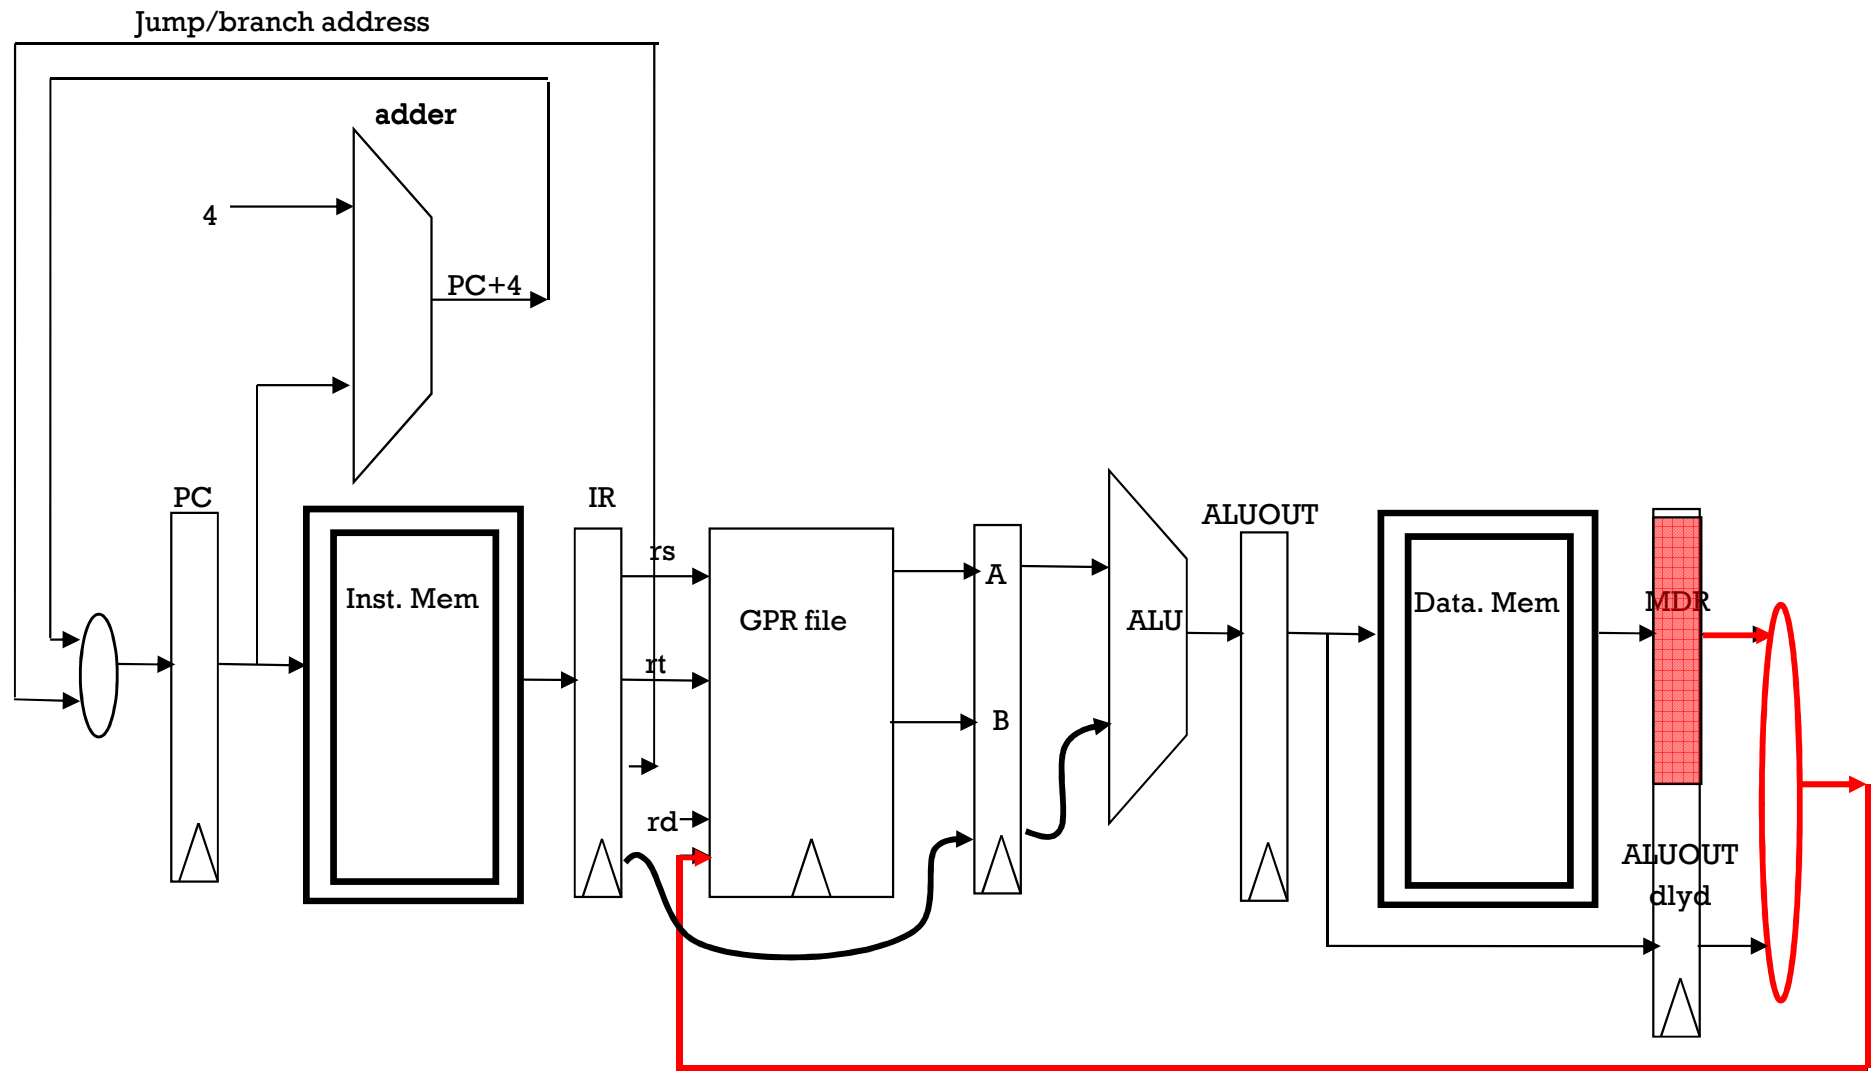 Jump/branch address
adder
4
PC+4
PC
IR
ALUOUT
rs
Inst. Mem
GPR file
A
ALU
Data. Mem
MDR
rt
B
rd
ALUOUT
dlyd